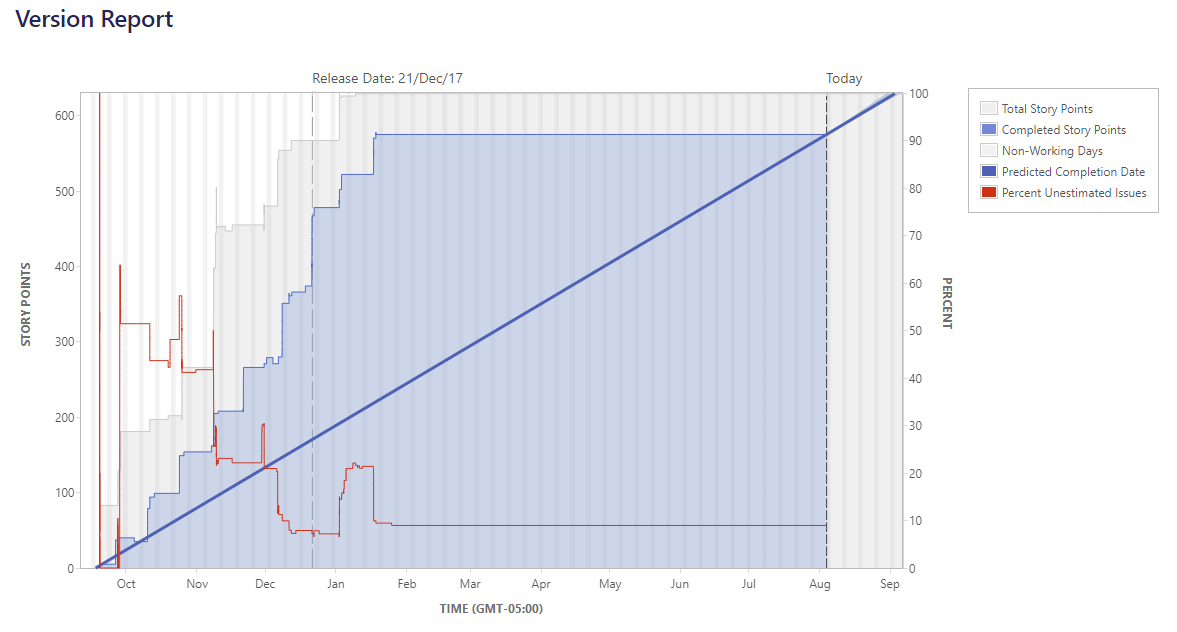 Version Report
Release Date: 21/Dec/17
Today
STORY POINTS
600
500
400
300
200
100
0
100
90
80
70
60
50
40
30
20
10
0
PERCENT
Oct Nov Dec Jan Feb Mar Apr May Jun Jul Aug Sep
TIME (GMT-05:00)
Total Story Points
Completed Story Points
Non-Working Days
Predicted Completion Date
Percent Unestimated Issues